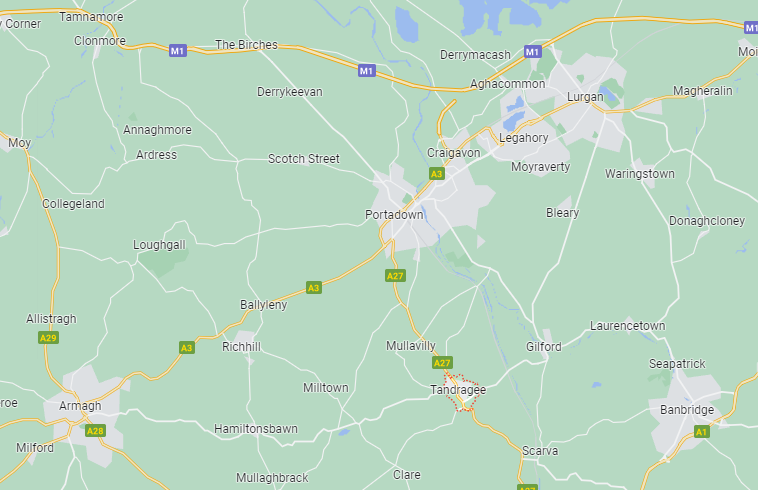 Corner
Tamnamore
Clonmore
M1
The Birches
M1
Derrymacash
M1
M1
Moi
Derrykeevan
Aghacommon
Lurgan
Magheralin
Annaghmore
Moy
Ardress
Scotch Street
Craigavon
Legahory
A3
Moyraverty
Waringstown
Collegeland
Portadown
Bleary
Donaghcloney
Loughgall
A27
A3
Ballyleny
Allistragh
A29
A3
Richhill
Mullavilly
Gilford
Laurencetown
A27
Seapatrick
Tandragee
Milltown
roe
Armagh
A28
Banbridge
A1
Hamiltonsbawn
Milford
Scarva
Clare
Mullaghbrack
A27